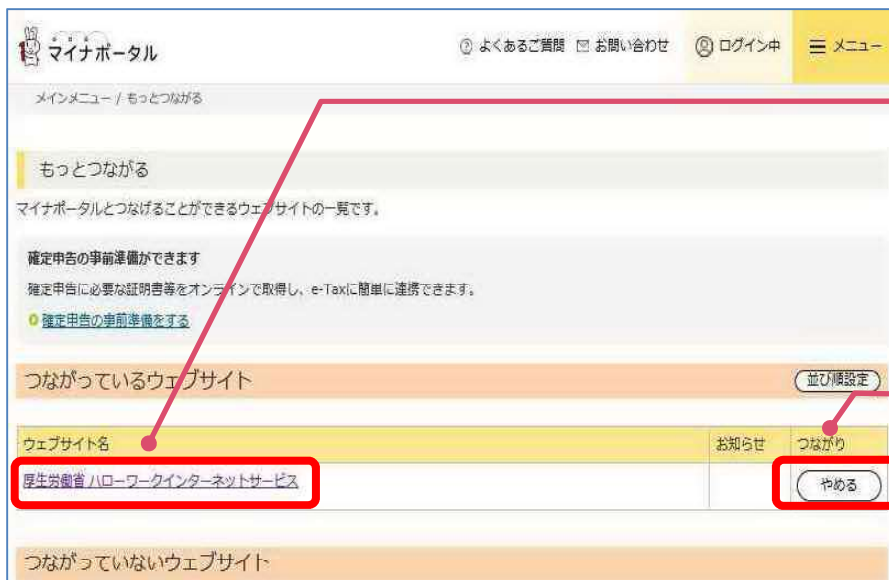 マイナポータル
よくあるご質問 お問い合わせ ログイン中 メニュー
メインメニュー / もっとつながる
もっとつながる
マイナポータルとつなげることができるウェブサイトの一覧です。
確定申告の事前準備ができます
確定申告に必要な証明書等をオンラインで取得し、e-Taxに簡単に連携できます。
確定申告の事前準備をする
つながっているウェブサイト 並び順設定
ウェブサイト名 お知らせ つながり
厚生労働省 ハローワークインターネットサービス やめる
つながっていないウェブサイト